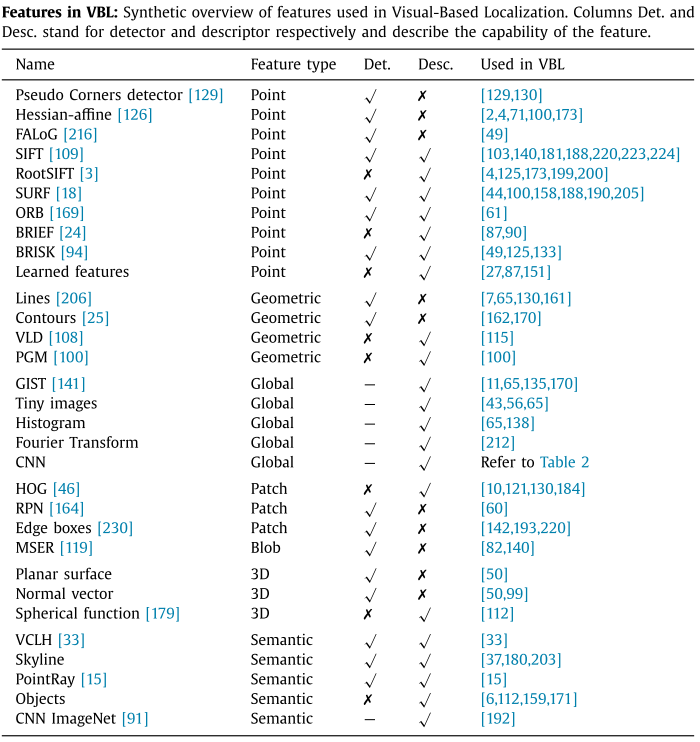 Features in VBL: Synthetic overview of features used in Visual-Based Localization. Columns Det. and
Desc. stand for detector and descriptor respectively and describe the capability of the feature.
Name Feature type Det. Desc. Used in VBL
Pseudo Corners detector [129] Point √ ✗ [129,130]
Hessian-affine [126] Point √ ✗ [2,4,71,100,173]
FALoG [216] Point √ ✗ [49]
SIFT [109] Point √ √ [103,140,181,188,220,223,224]
RootSIFT [3] Point ✗ √ [4,125,173,199,200]
SURF [18] Point √ √ [44,100,158,188,190,205]
ORB [169] Point √ √ [61]
BRIEF [24] Point ✗ √ [87,90]
BRISK [94] Point √ √ [49,125,133]
Learned features Point ✗ √ [27,87,151]
Lines [206] Geometric √ ✗ [7,65,130,161]
Contours [25] Geometric √ ✗ [162,170]
VLD [108] Geometric ✗ √ [115]
PGM [100] Geometric ✗ √ [100]
GIST [141] Global – √ [11,65,135,170]
Tiny images Global – √ [43,56,65]
Histogram Global – √ [65,138]
Fourier Transform Global – √ [212]
CNN Global – √ Refer to Table 2
HOG [46] Patch ✗ √ [10,121,130,184]
RPN [164] Patch √ ✗ [60]
Edge boxes [230] Patch √ ✗ [142,193,220]
MSER [119] Blob √ ✗ [82,140]
Planar surface 3D √ ✗ [50]
Normal vector 3D √ ✗ [50,99]
Spherical function [179] 3D ✗ √ [112]
VCLH [33] Semantic √ √ [33]
Skyline Semantic √ √ [37,180,203]
PointRay [15] Semantic √ √ [15]
Objects Semantic ✗ √ [6,112,159,171]
CNN ImageNet [91] Semantic – √ [192]